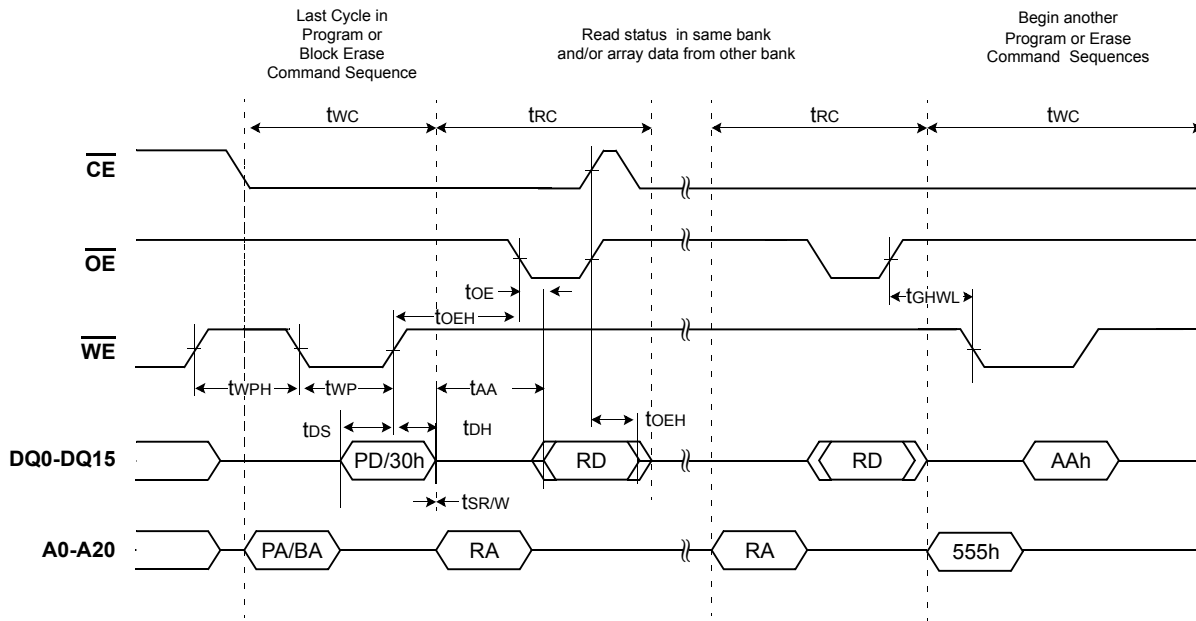 Last Cycle in
Program or
Block Erase
Command Sequence
Read status in same bank
and/or array data from other bank
Begin another
Program or Erase
Command Sequences
tWC
tRC
tRC
tWC
CE
OE
tOE
tOEH
tGHWL
WE
tWPH
tWP
tAA
tDS
tDH
tOEH
DQ0-DQ15
PD/30h
RD
RD
AAh
tSR/W
A0-A20
PA/BA
RA
RA
555h